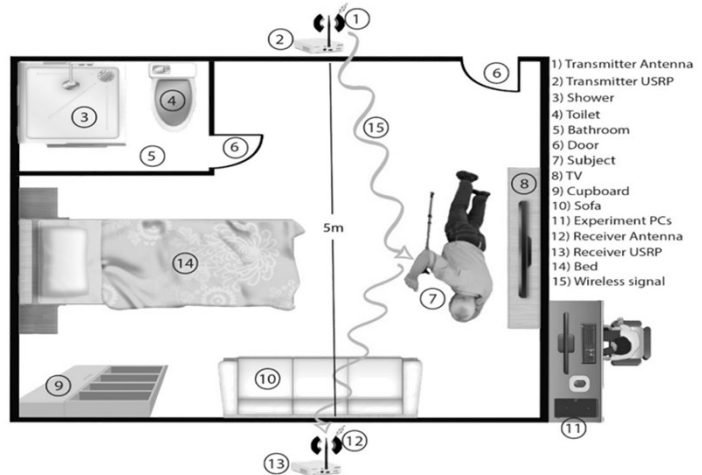 1
2
6
1) Transmitter Antenna
2) Transmitter USRP
3) Shower
4) Toilet
5) Bathroom
6) Door
7) Subject
8) TV
9) Cupboard
10) Sofa
11) Experiment PCs
12) Receiver Antenna
13) Receiver USRP
14) Bed
15) Wireless signal
3
4
15
6
5
8
5m
14
7
9
10
11
12
13